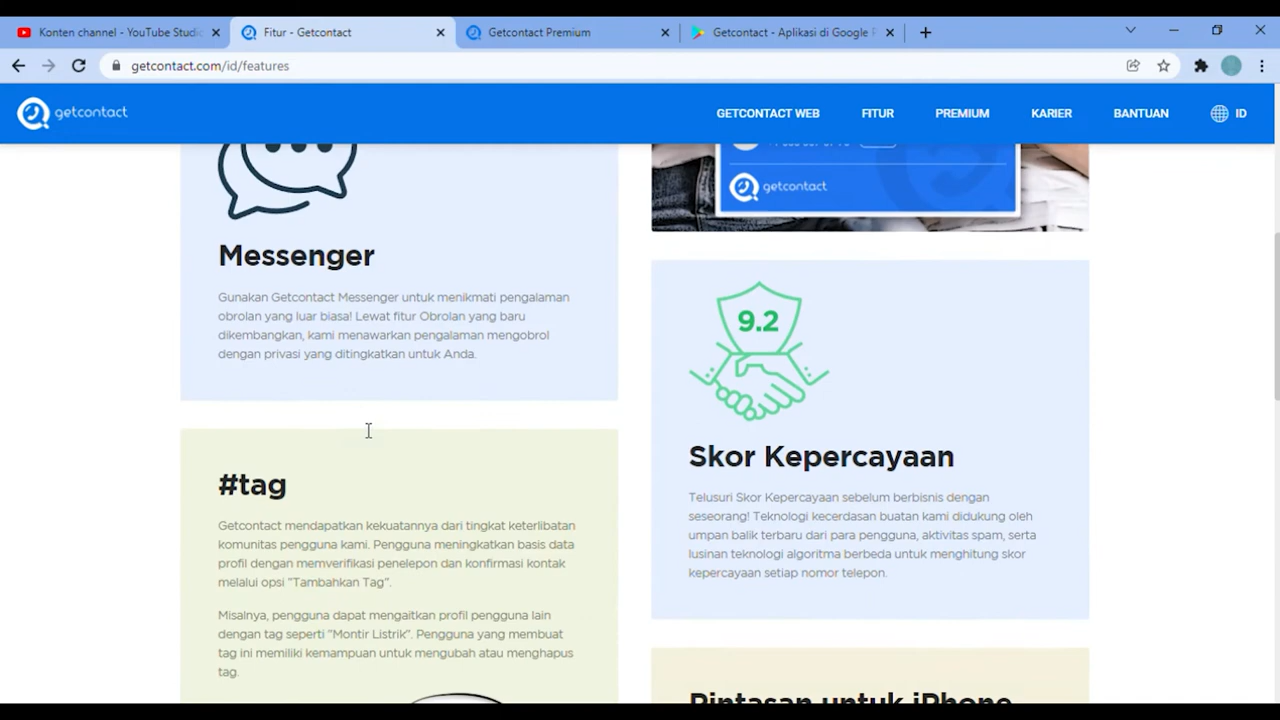 Konten channel - YouTube Studio
Fitur - Getcontact
Getcontact Premium
Getcontact - Aplikasi di Google P
getcontact.com/id/features
getcontact
GETCONTACT WEB
FITUR
PREMIUM
KARIER
BANTUAN
ID
Messenger
Gunakan Getcontact Messenger untuk menikmati pengalaman
obrolan yang luar biasa! Lewat fitur Obrolan yang baru
dikembangkan, kami menawarkan pengalaman mengobrol
dengan privasi yang ditingkatkan untuk Anda.
#tag
Getcontact mendapatkan kekuatannya dari tingkat keterlibatan
komunitas pengguna kami. Pengguna meningkatkan basis data
profil dengan memverifikasi penelepon dan konfirmasi kontak
melalui opsi "Tambahkan Tag".
Misalnya, pengguna dapat mengaitkan profil pengguna lain
dengan tag seperti "Montir Listrik". Pengguna yang membuat
tag ini memiliki kemampuan untuk mengubah atau menghapus
tag.
getcontact
9.2
Skor Kepercayaan
Telusuri Skor Kepercayaan sebelum berbisnis dengan
seseorang! Teknologi kecerdasan buatan kami didukung oleh
umpan balik terbaru dari para pengguna, aktivitas spam, serta
lusinan teknologi algoritma berbeda untuk menghitung skor
kepercayaan setiap nomor telepon.
Pintasan untuk iPhone